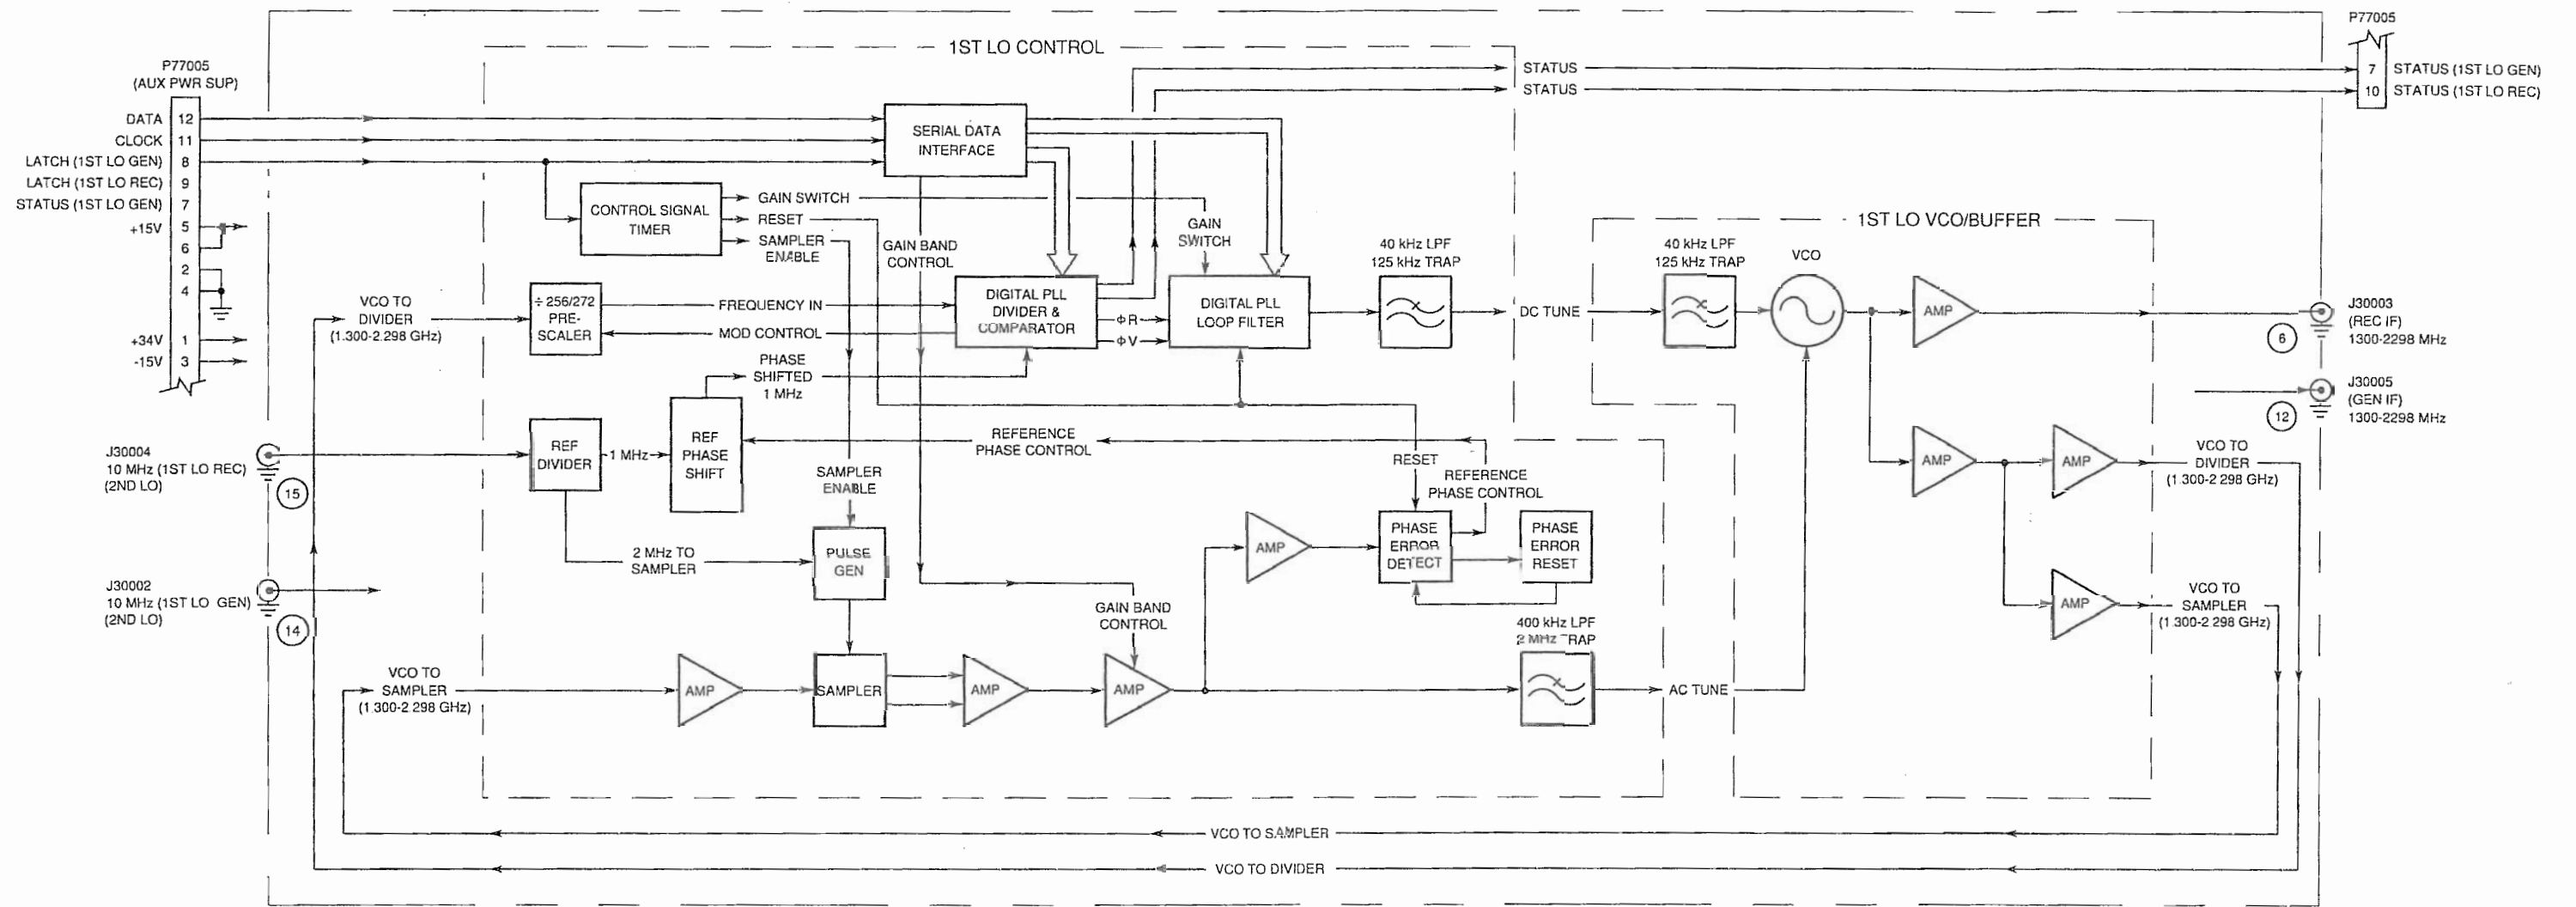 1ST LO CONTROL
P77005
(AUX PWR SUP)
DATA 12
CLOCK 11
LATCH (1ST LO GEN) 8
LATCH (1ST LO REC) 9
STATUS (1ST LO GEN) 7
+15V 5
6
2
4
+34V 1
-15V 3
SERIAL DATA
INTERFACE
STATUS
STATUS
P77005
7 STATUS (1ST LO GEN)
10 STATUS (1ST LO REC)
CONTROL SIGNAL
TIMER
GAIN SWITCH
RESET
SAMPLER
ENABLE
GAIN BAND
CONTROL
GAIN
SWITCH
VCO TO
DIVIDER
(1.300-2.298 GHz)
÷ 256/272
PRE-
SCALER
FREQUENCY IN
MOD CONTROL
DIGITAL PLL
DIVIDER &
COMPARATOR
ΦR
ΦV
DIGITAL PLL
LOOP FILTER
40 kHz LPF
125 kHz TRAP
DC TUNE
1ST LO VCO/BUFFER
40 kHz LPF
125 kHz TRAP
VCO
AMP
J30003
(REC IF)
1300-2298 MHz
6
J30005
(GEN IF)
1300-2298 MHz
12
PHASE
SHIFTED
1 MHz
J30004
10 MHz (1ST LO REC)
(2ND LO)
15
REF
DIVIDER
1 MHz
REF
PHASE
SHIFT
REFERENCE
PHASE CONTROL
SAMPLER
ENABLE
RESET
REFERENCE
PHASE CONTROL
AMP
AMP
VCO TO
DIVIDER
(1.300-2 298 GHz)
2 MHz TO
SAMPLER
PULSE
GEN
AMP
PHASE
ERROR
DETECT
PHASE
ERROR
RESET
J30002
10 MHz (1ST LO GEN)
(2ND LO)
14
GAIN BAND
CONTROL
400 kHz LPF
2 MHz TRAP
AMP
VCO TO
SAMPLER
(1.300-2 298 GHz)
VCO TO
SAMPLER
(1.300-2 298 GHz)
AMP
SAMPLER
AMP
AMP
AC TUNE
VCO TO SAMPLER
VCO TO DIVIDER